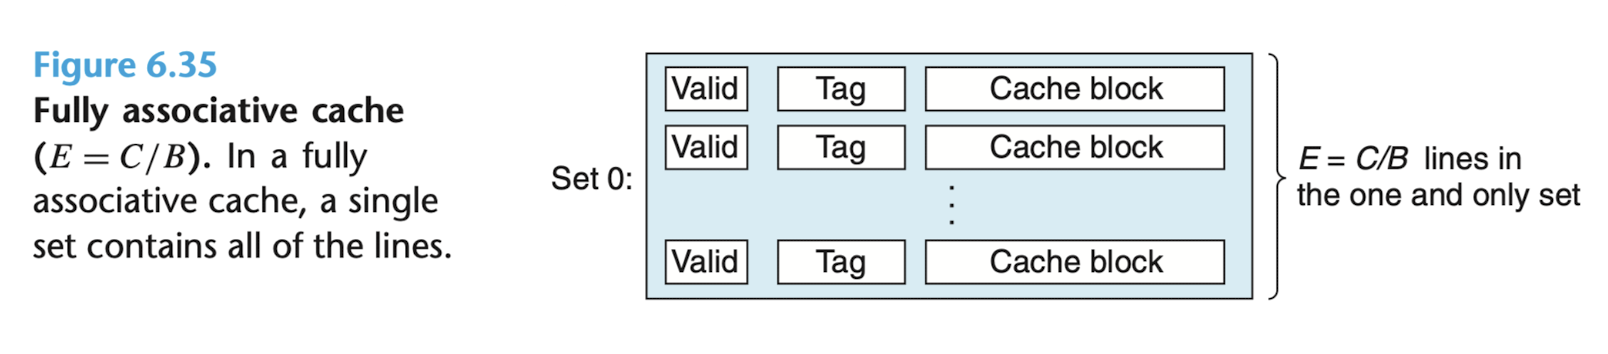 Figure 6.35
Fully associative cache
(E = C/B). In a fully
associative cache, a single
set contains all of the lines.
Set 0:
Valid Tag Cache block
Valid Tag Cache block
⋮
Valid Tag Cache block
E = C/B lines in
the one and only set